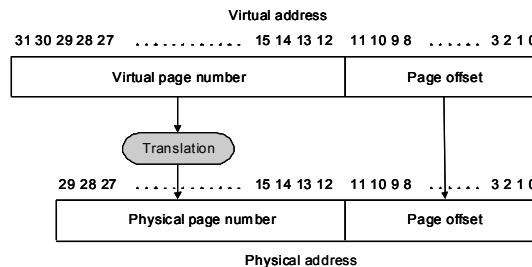 Virtual address
31 30 29 28 27 . . . . . . . . . . . . 15 14 13 12 11 10 9 8 . . . . . . . 3 2 1 0
Virtual page number Page offset
Translation
29 28 27 . . . . . . . . . . . . 15 14 13 12 11 10 9 8 . . . . . . . 3 2 1 0
Physical page number Page offset
Physical address